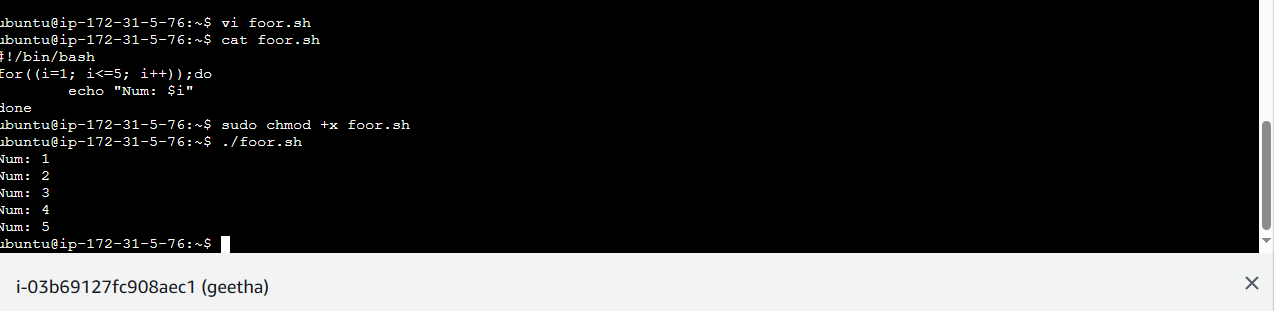 ubuntu@ip-172-31-5-76:~$ vi foor.sh
ubuntu@ip-172-31-5-76:~$ cat foor.sh
#!/bin/bash
for((i=1; i<=5; i++));do
        echo "Num: $i"
done
ubuntu@ip-172-31-5-76:~$ sudo chmod +x foor.sh
ubuntu@ip-172-31-5-76:~$ ./foor.sh
Num: 1
Num: 2
Num: 3
Num: 4
Num: 5
ubuntu@ip-172-31-5-76:~$
i-03b69127fc908aec1 (geetha)